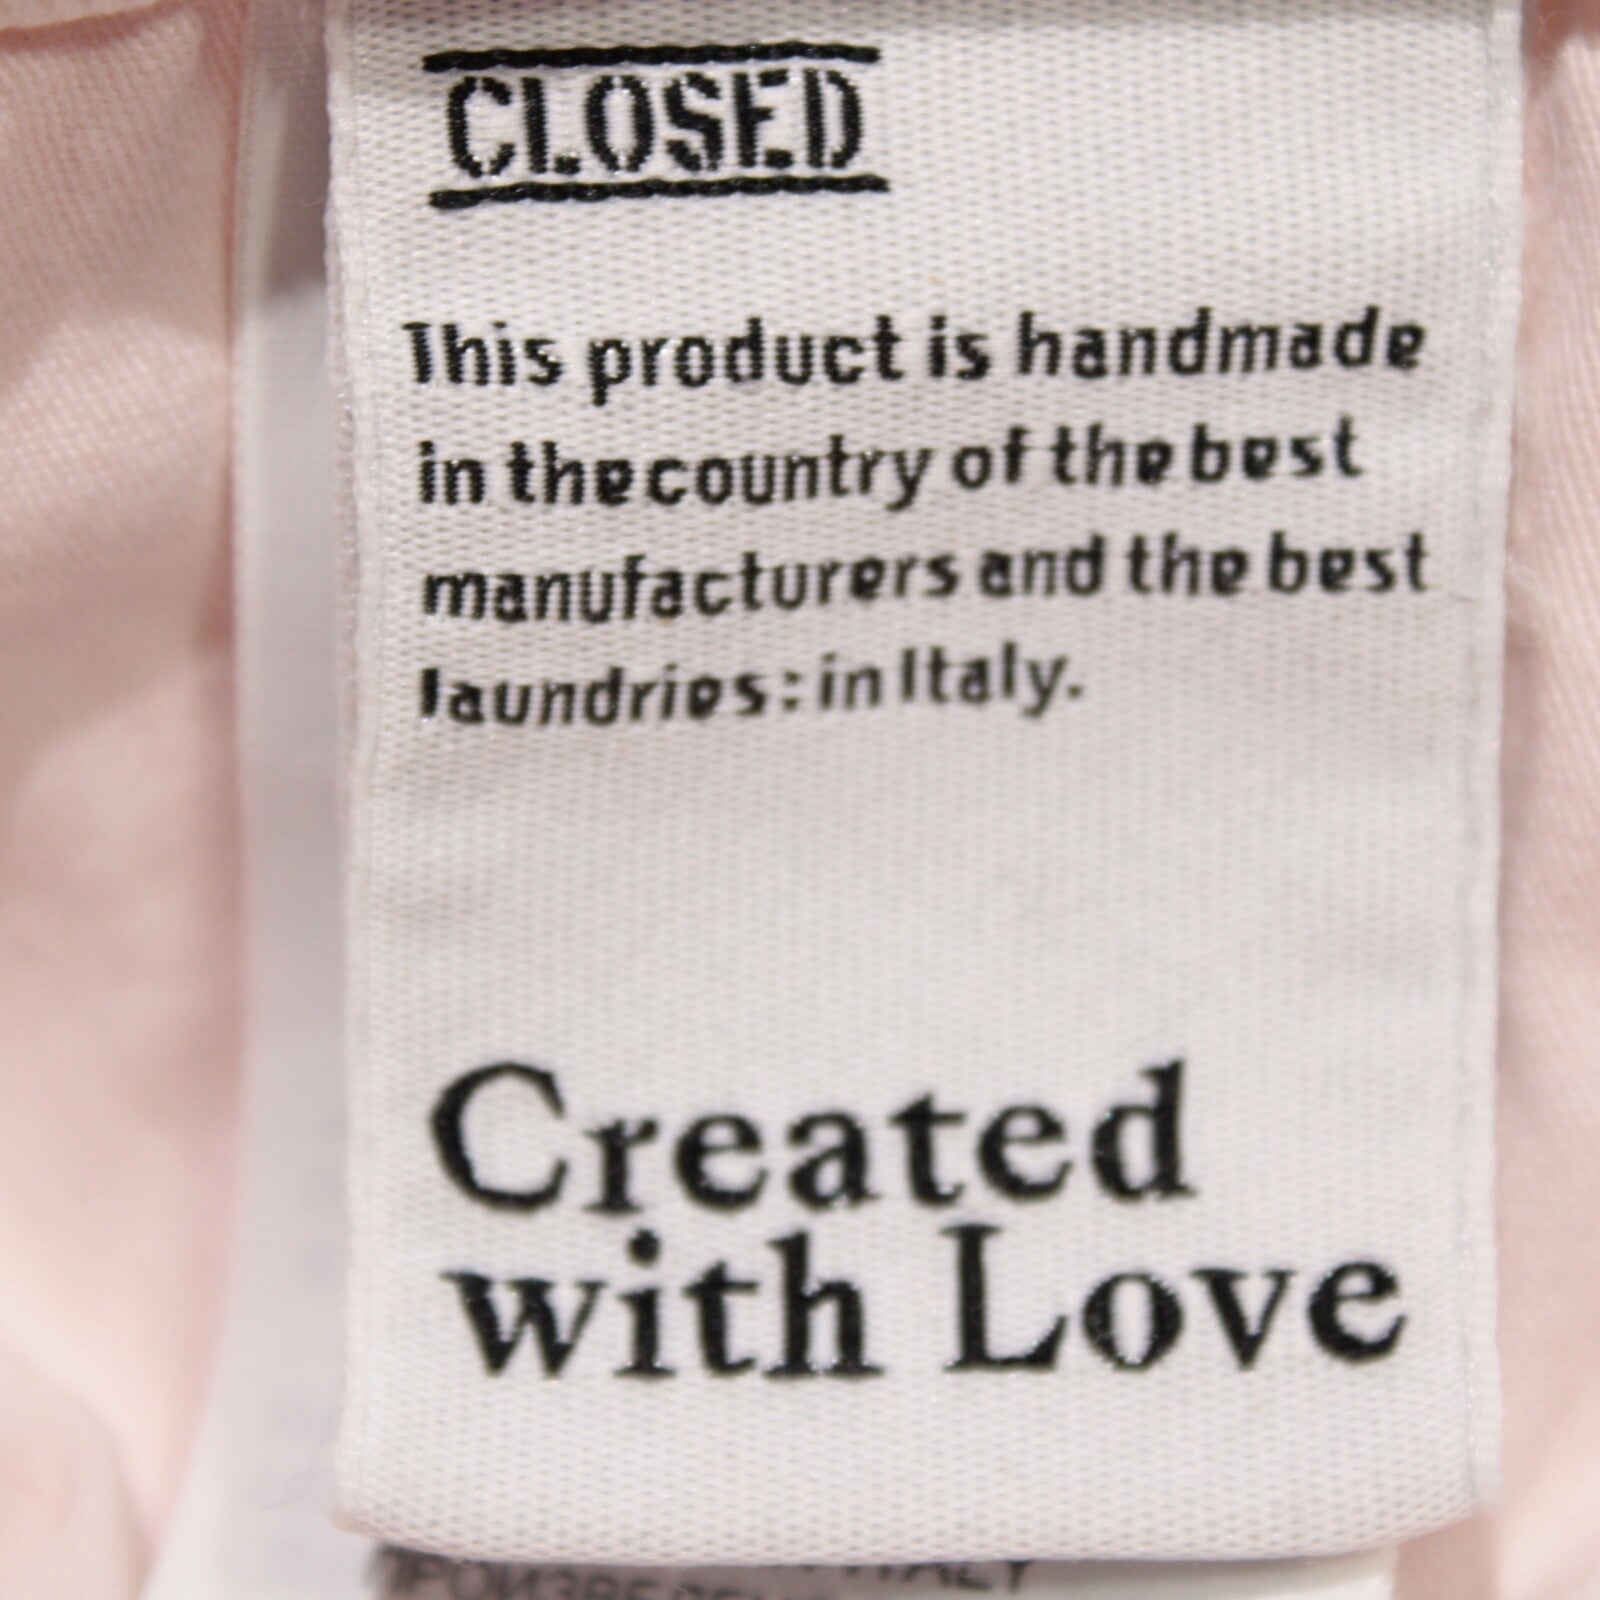 CLOSED
This product is handmade
in the country of the best
manufacturers and the best
laundries: in Italy.
Created
with Love
ITALY